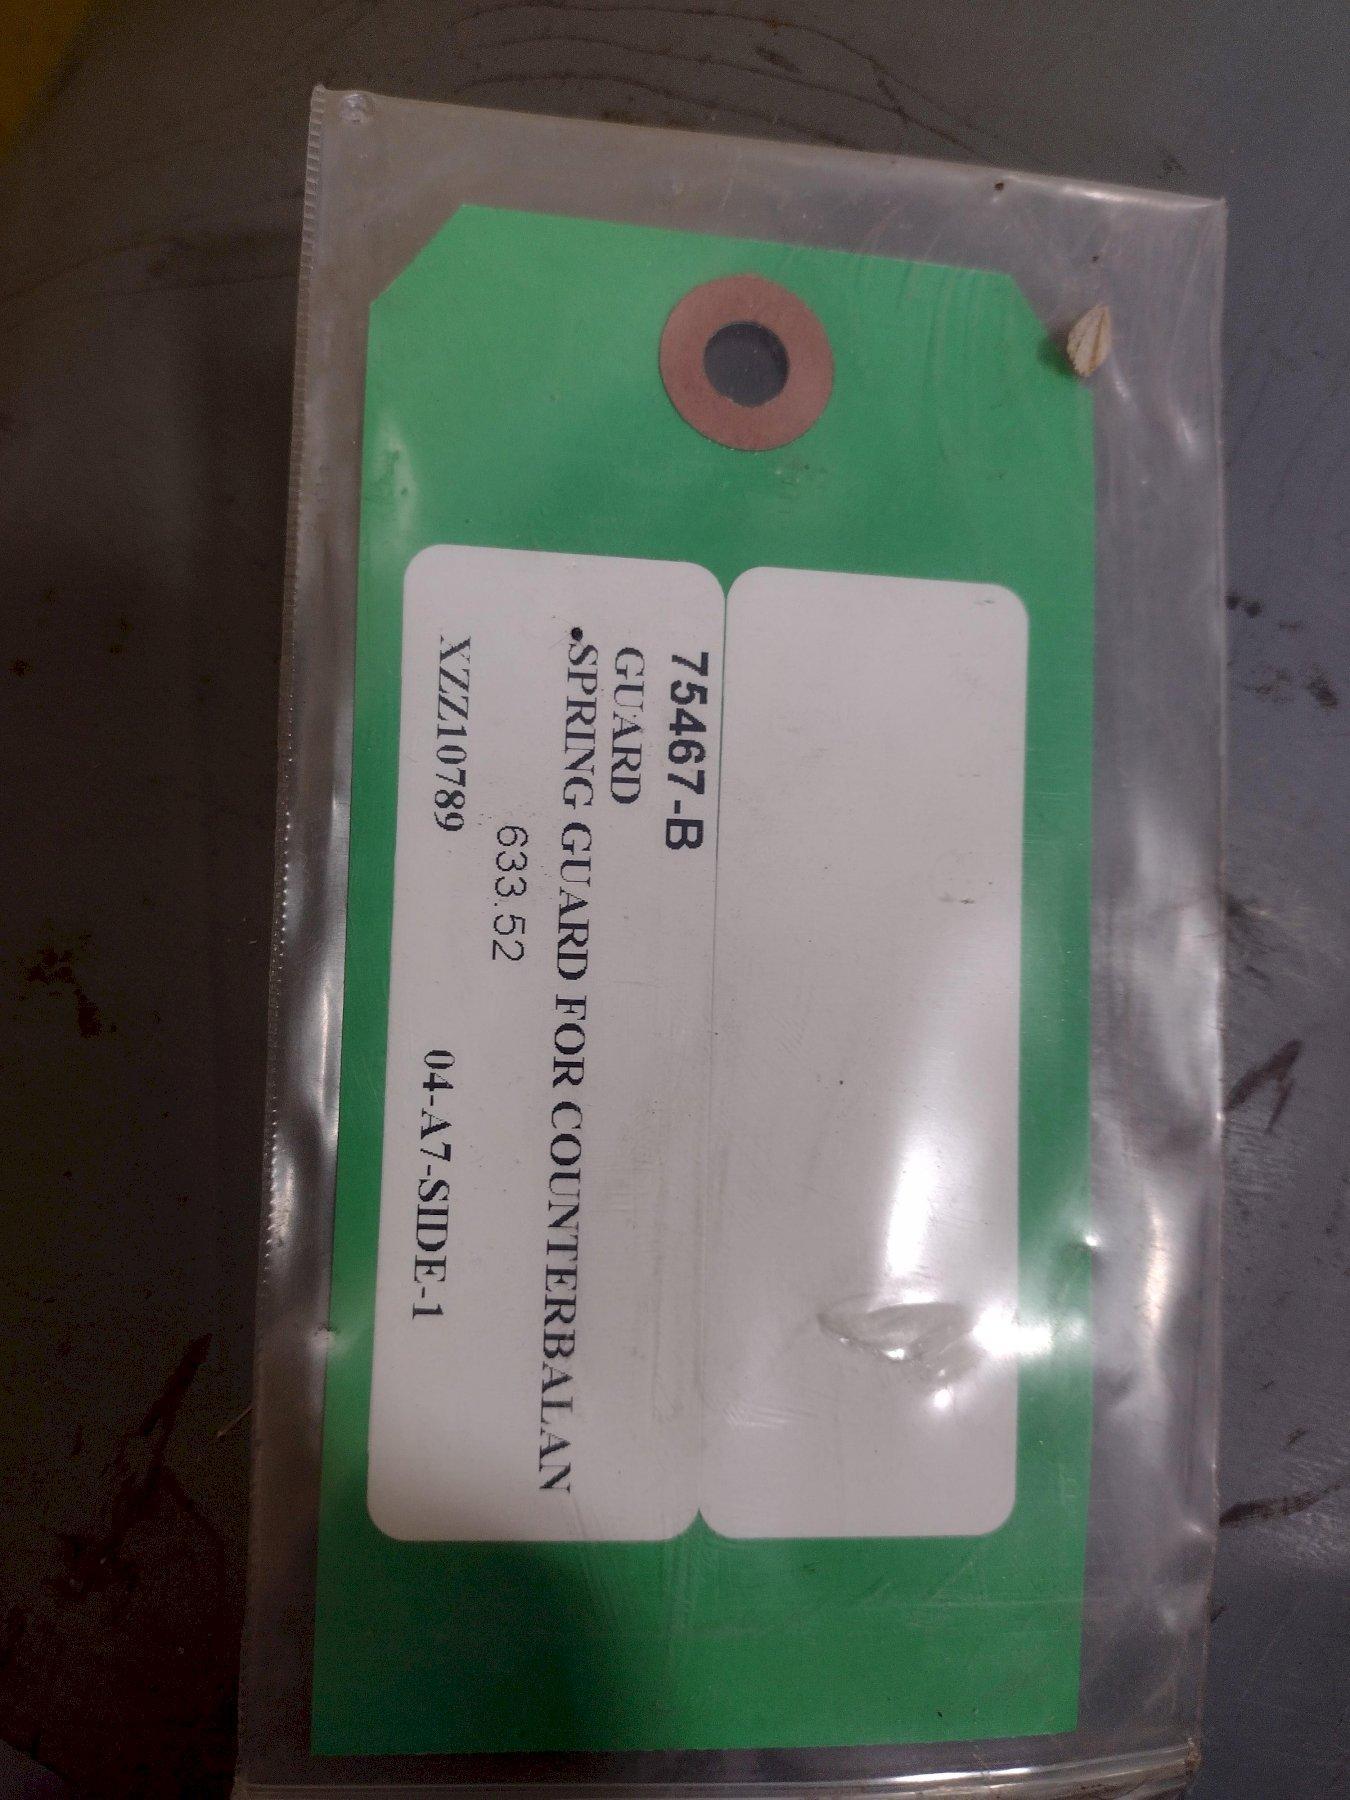 75467-B
GUARD
•SPRING GUARD FOR COUNTERBALAN
633.52
XZZ10789 04-A7-SIDE-1